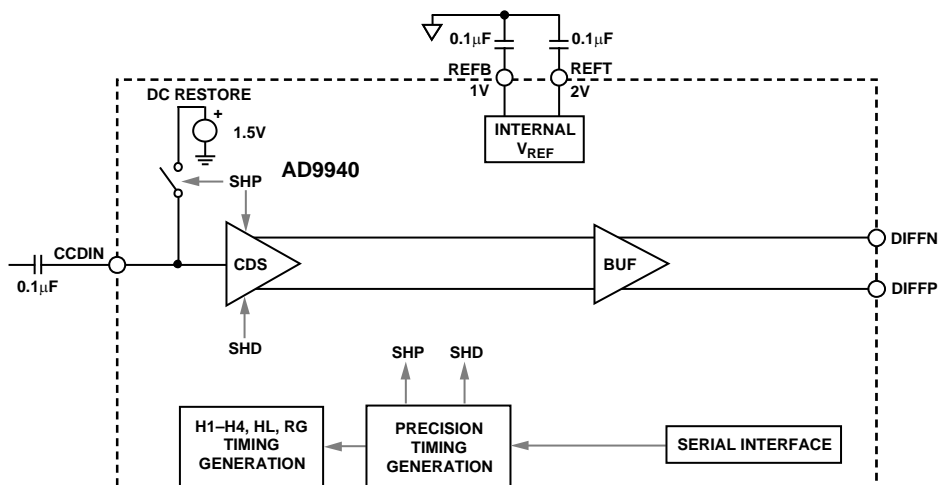 0.1μF 0.1μF
REFB REFT
1V 2V
DC RESTORE
+
1.5V
INTERNAL
VREF
AD9940
SHP
CCDIN
0.1μF
CDS
BUF
DIFFN
DIFFP
SHD
SHP SHD
H1–H4, HL, RG
TIMING
GENERATION
PRECISION
TIMING
GENERATION
SERIAL INTERFACE